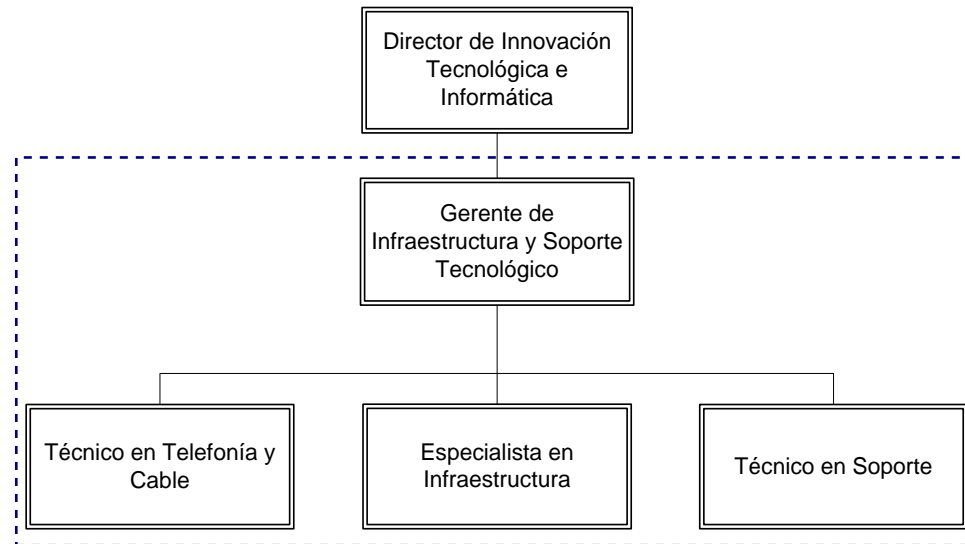 Director de Innovación
Tecnológica e
Informática
Gerente de
Infraestructura y Soporte
Tecnológico
Técnico en Telefonía y
Cable
Especialista en
Infraestructura
Técnico en Soporte